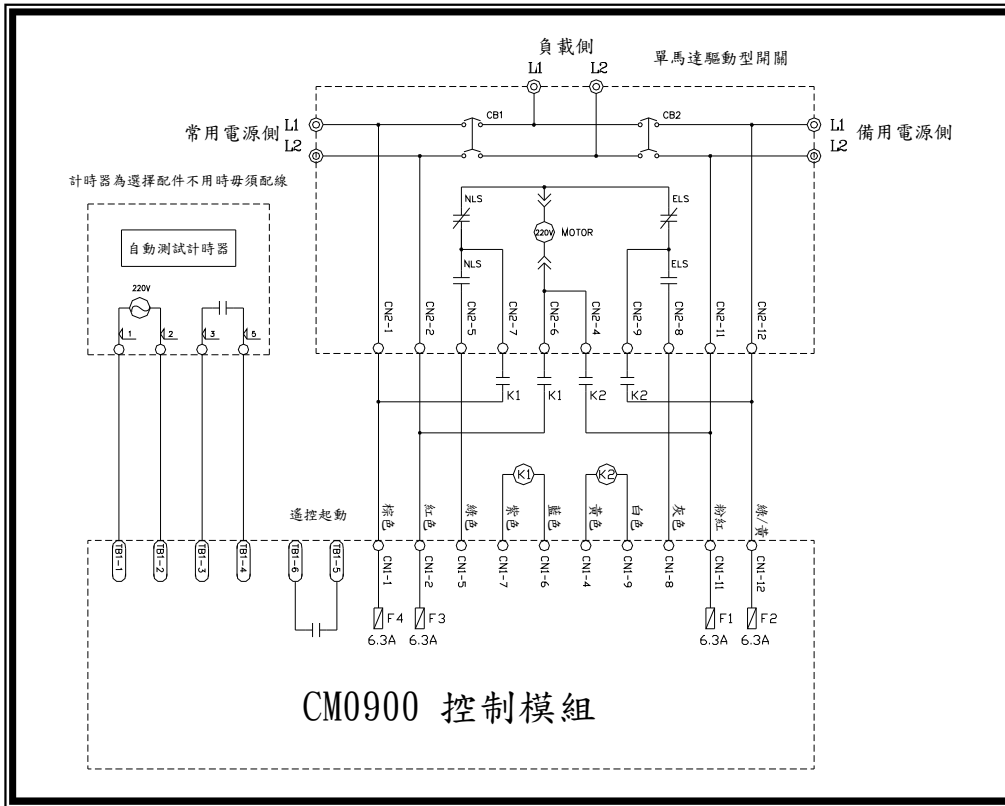 負載側
單馬達驅動型開關
L1
L2
常用電源側
L1
L2
CB1
CB2
L1
L2
備用電源側
計時器為選擇配件不用時毋須配線
自動測試計時器
220V
1
2
3
5
NLS
ELS
220V
MOTOR
NLS
ELS
CN2-1
CN2-2
CN2-5
CN2-7
CN2-6
CN2-4
CN2-9
CN2-8
CN2-11
CN2-12
K1
K1
K2
K2
K1
K2
遙控起動
棕色
紅色
綠色
紫色
藍色
黃色
白色
灰色
粉紅
綠/黃
TB1-1
TB1-2
TB1-3
TB1-4
TB1-6
TB1-5
CN1-1
CN1-2
CN1-5
CN1-7
CN1-6
CN1-4
CN1-9
CN1-8
CN1-11
CN1-12
F4
6.3A
F3
6.3A
F1
6.3A
F2
6.3A
CM0900 控制模組